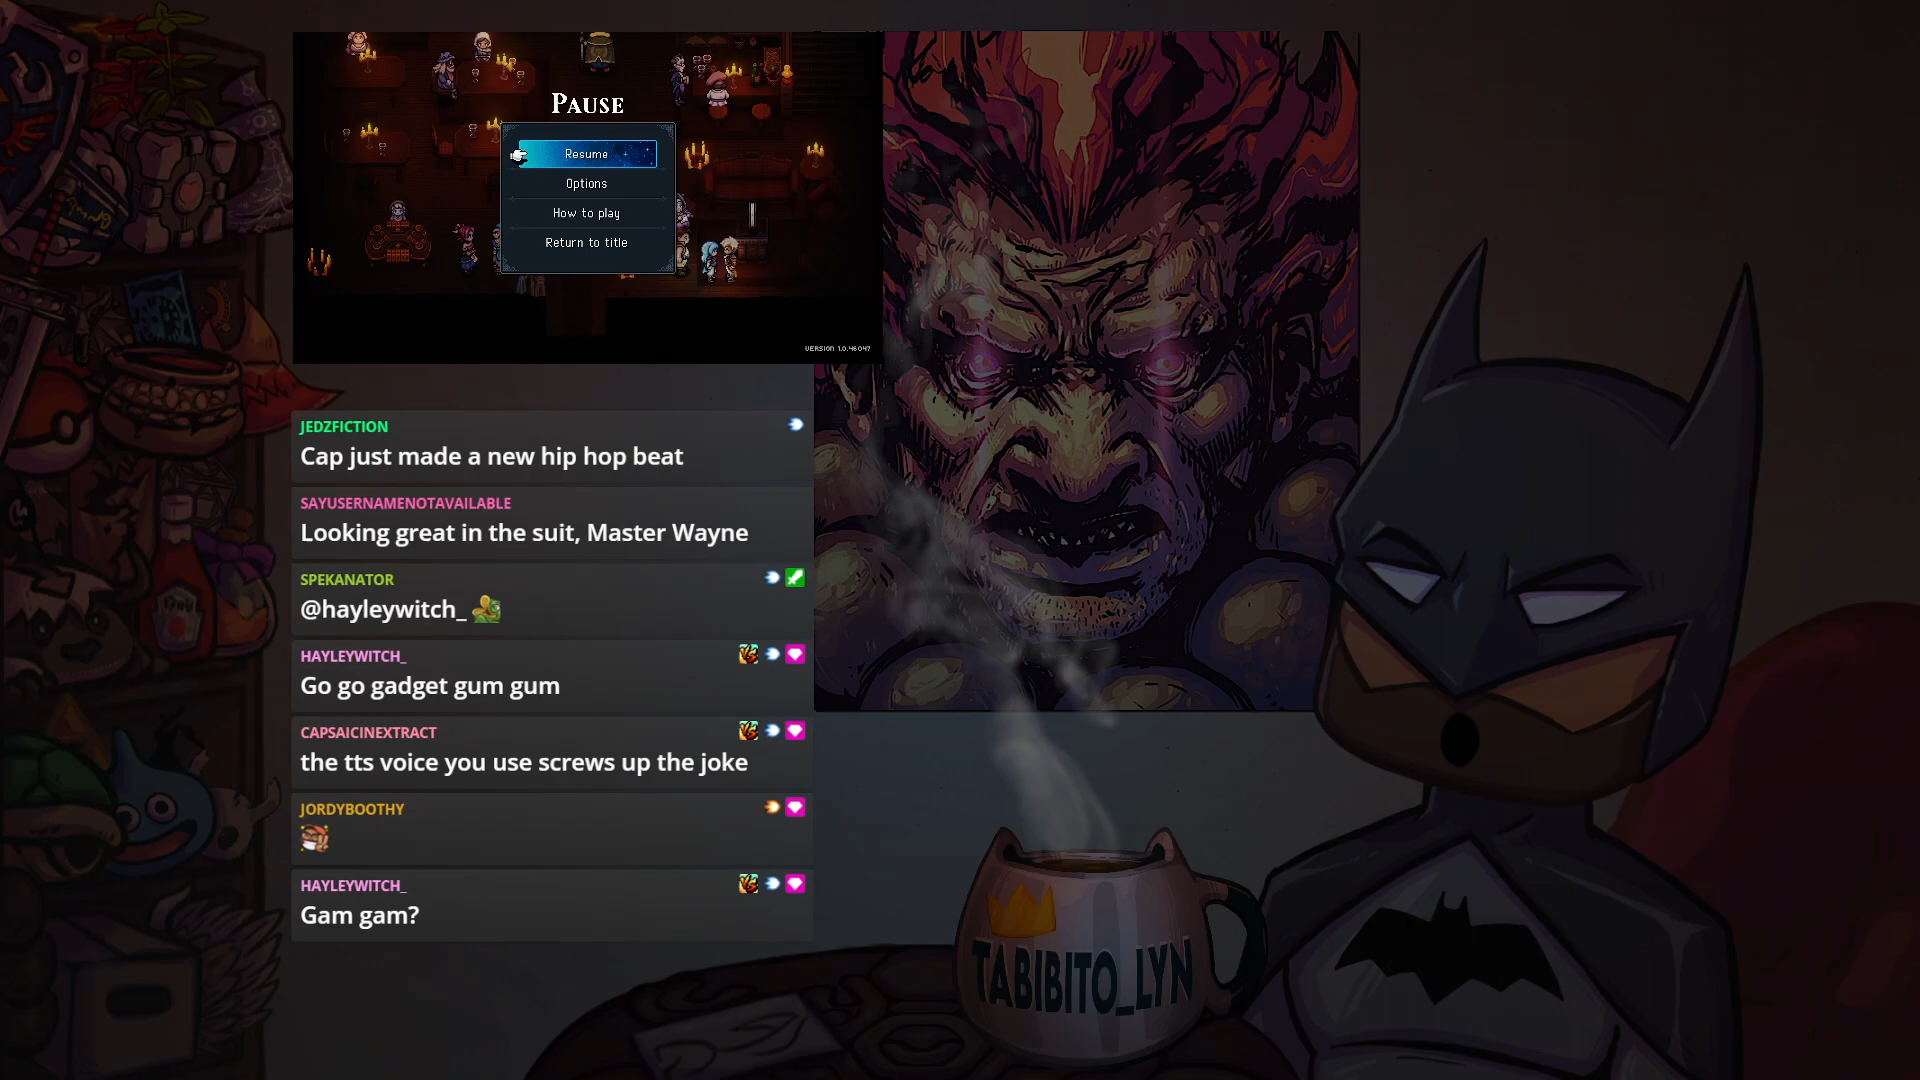 PAUSE
Resume
Options
How to play
Return to title
VERSION 1.0.46047
JEDZFICTION
Cap just made a new hip hop beat
SAYUSERNAMENOTAVAILABLE
Looking great in the suit, Master Wayne
SPEKANATOR
@hayleywitch_
HAYLEYWITCH_
Go go gadget gum gum
CAPSAICINEXTRACT
the tts voice you use screws up the joke
JORDYBOOTHY
HAYLEYWITCH_
Gam gam?
TABIBITO_LYN